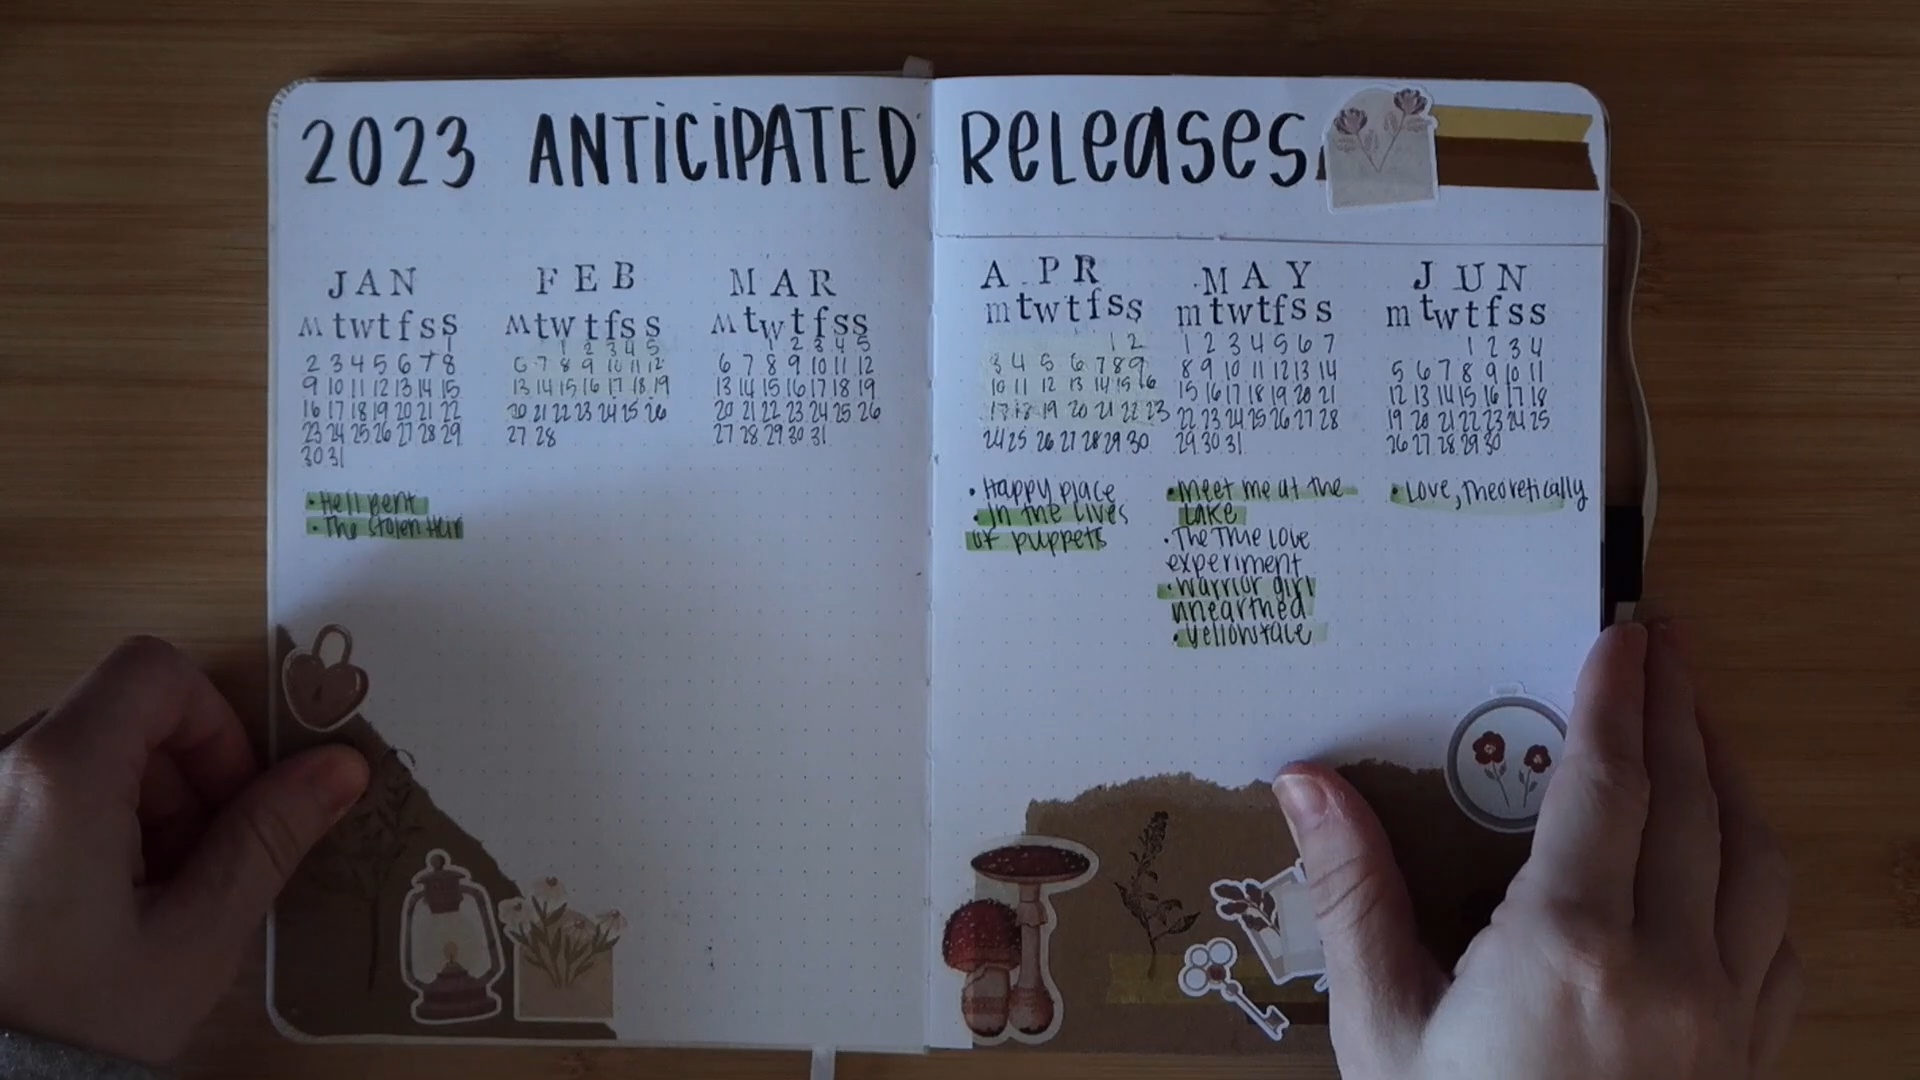 2023 ANTICIPATED Releases
JAN
M t w t f s s
1
2 3 4 5 6 7 8
9 10 11 12 13 14 15
16 17 18 19 20 21 22
23 24 25 26 27 28 29
30 31
• Hell Bent
• The Stolen Heir
FEB
M t w t f s s
1 2 3 4 5
6 7 8 9 10 11 12
13 14 15 16 17 18 19
20 21 22 23 24 25 26
27 28
MAR
M t w t f s s
1 2 3 4 5
6 7 8 9 10 11 12
13 14 15 16 17 18 19
20 21 22 23 24 25 26
27 28 29 30 31
APR
m t w t f s s
1 2
3 4 5 6 7 8 9
10 11 12 13 14 15 16
17 18 19 20 21 22 23
24 25 26 27 28 29 30
• Happy place
• In the Lives
of puppets
MAY
m t w t f s s
1 2 3 4 5 6 7
8 9 10 11 12 13 14
15 16 17 18 19 20 21
22 23 24 25 26 27 28
29 30 31
• Meet me at the
Lake
• The True Love
experiment
• Warrior girl
unearthed
• Yellowface
JUN
m t w t f s s
1 2 3 4
5 6 7 8 9 10 11
12 13 14 15 16 17 18
19 20 21 22 23 24 25
26 27 28 29 30
• Love, Theoretically